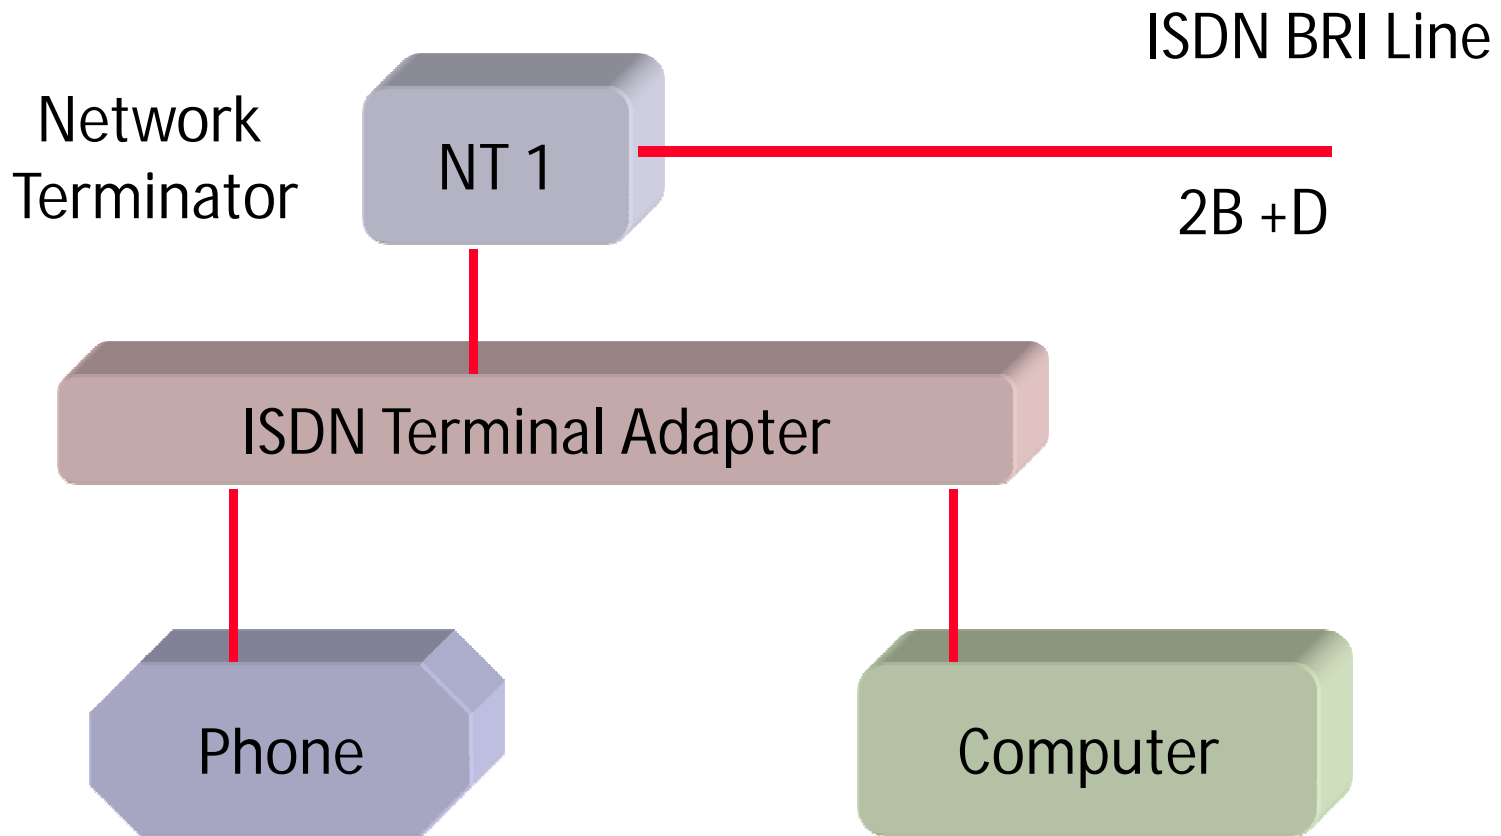 ISDN BRI Line
Network
Terminator
NT 1
2B +D
ISDN Terminal Adapter
Phone
Computer